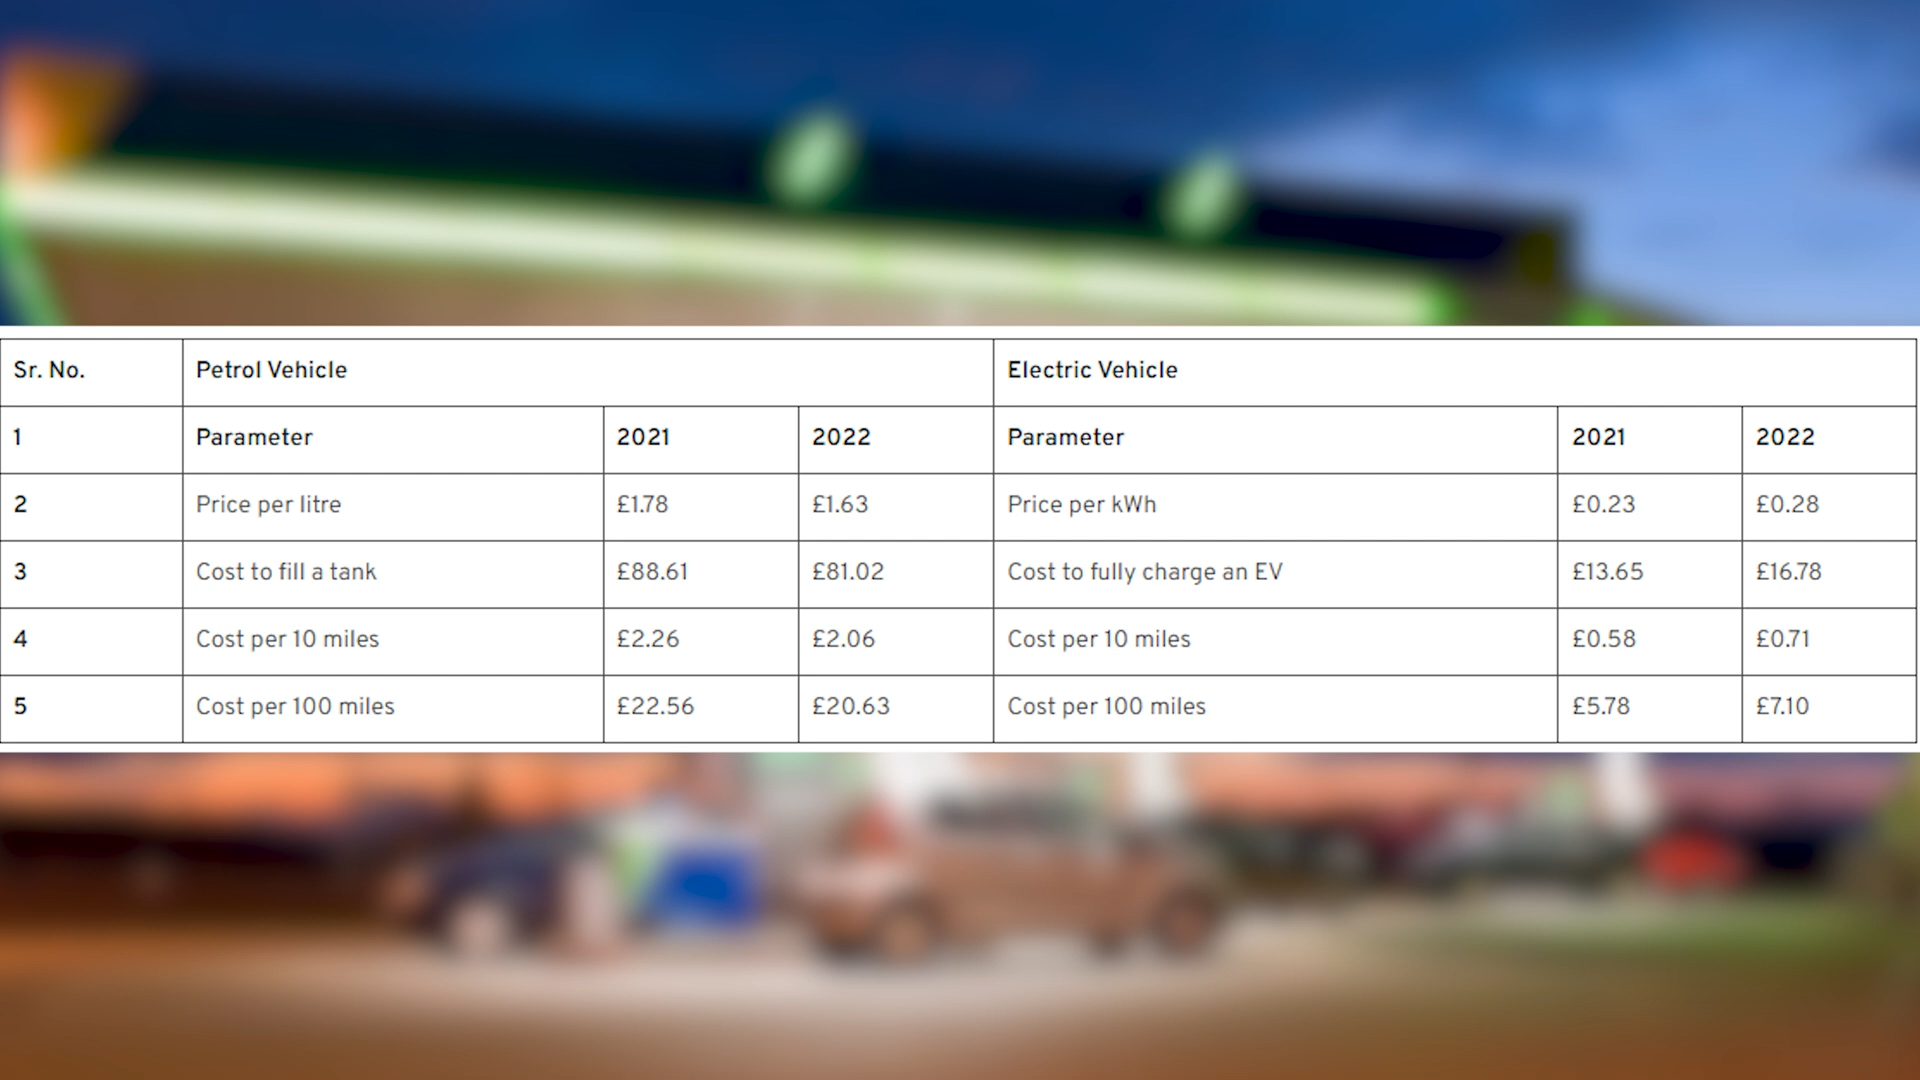 Sr. No. Petrol Vehicle Electric Vehicle
1 Parameter 2021 2022 Parameter 2021 2022
2 Price per litre £1.78 £1.63 Price per kWh £0.23 £0.28
3 Cost to fill a tank £88.61 £81.02 Cost to fully charge an EV £13.65 £16.78
4 Cost per 10 miles £2.26 £2.06 Cost per 10 miles £0.58 £0.71
5 Cost per 100 miles £22.56 £20.63 Cost per 100 miles £5.78 £7.10